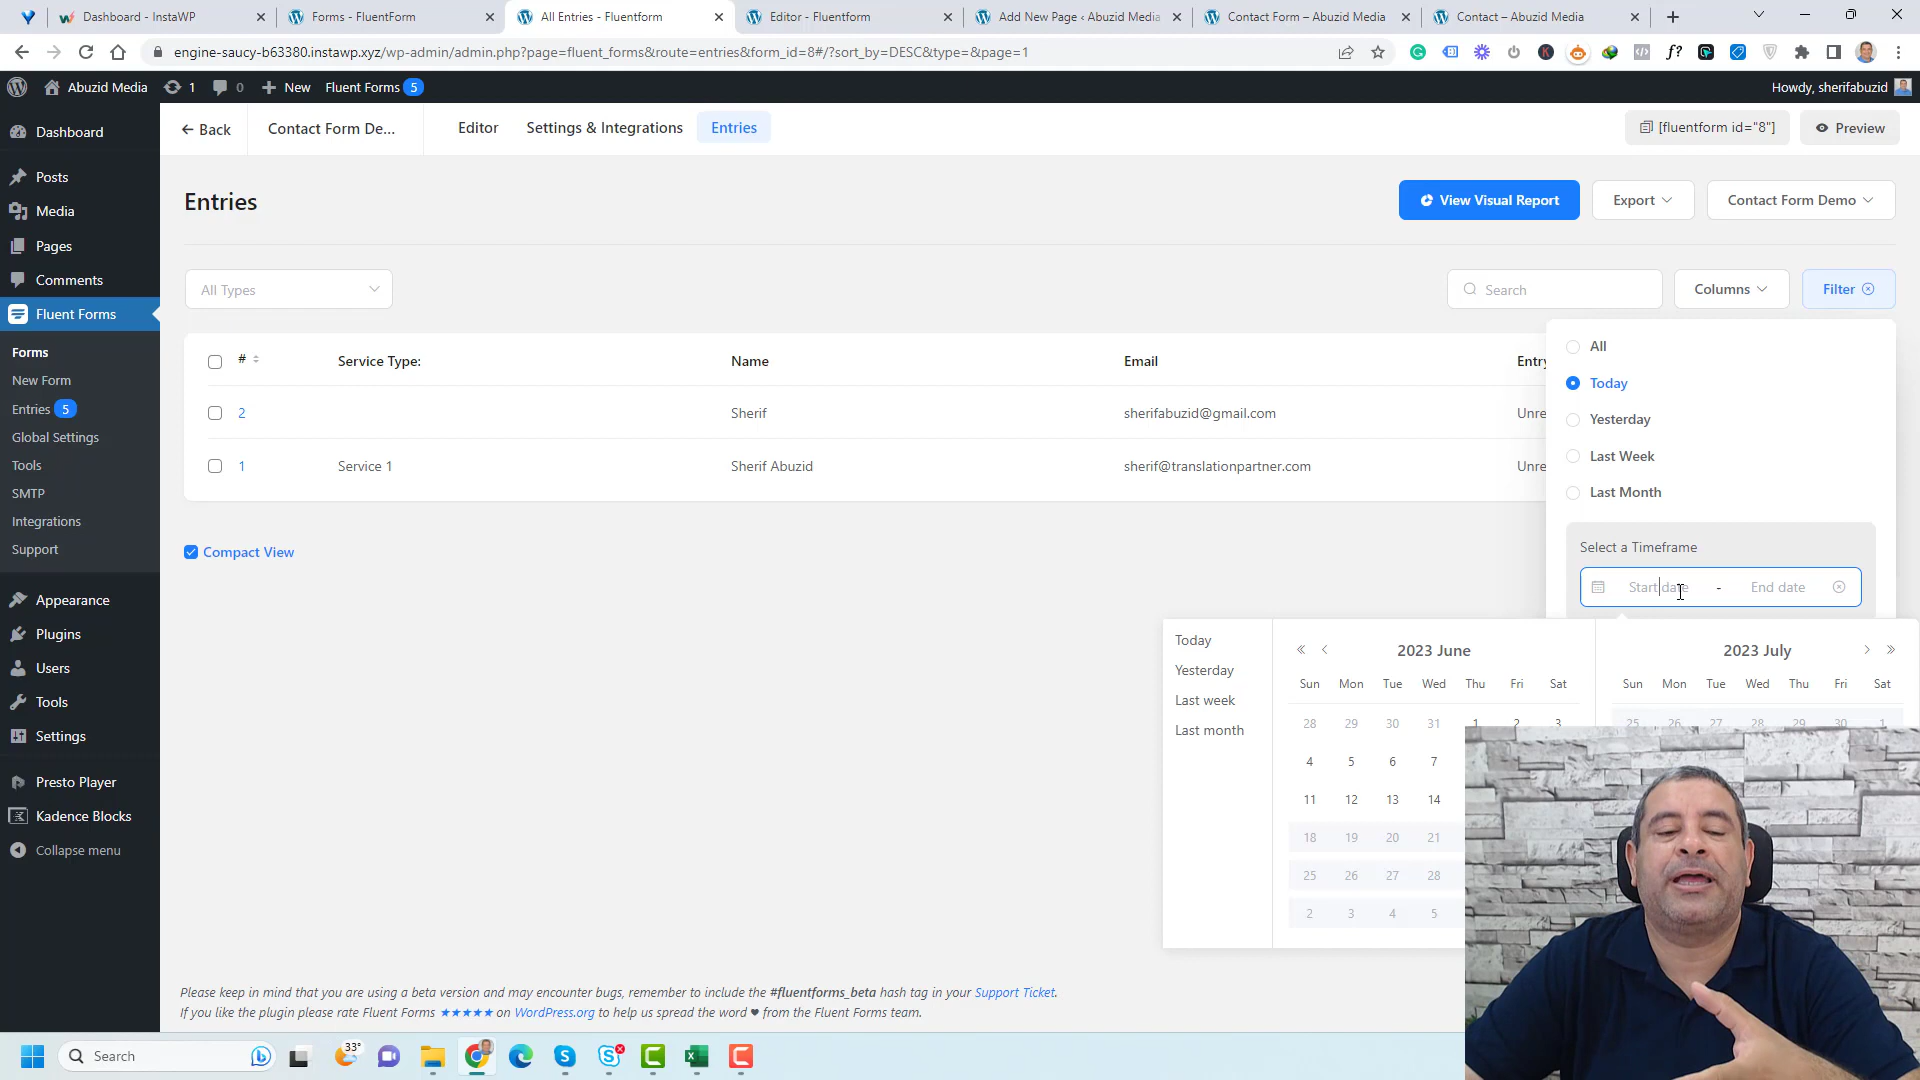 Dashboard - InstaWP
Forms - FluentForm
All Entries - Fluentform
Editor - Fluentform
Add New Page ‹ Abuzid Media
Contact Form – Abuzid Media
Contact – Abuzid Media
engine-saucy-b63380.instawp.xyz/wp-admin/admin.php?page=fluent_forms&route=entries&form_id=8#/?sort_by=DESC&type=&page=1
Abuzid Media
1
0
New
Fluent Forms 5
Howdy, sherifabuzid
Dashboard
Posts
Media
Pages
Comments
Fluent Forms
Forms
New Form
Entries 5
Global Settings
Tools
SMTP
Integrations
Support
Appearance
Plugins
Users
Tools
Settings
Presto Player
Kadence Blocks
Collapse menu
Back
Contact Form De...
Editor
Settings & Integrations
Entries
[fluentform id="8"]
Preview
Entries
View Visual Report
Export
Contact Form Demo
All Types
Search
Columns
Filter
# Service Type: Name Email Entry
2 Sherif sherifabuzid@gmail.com Unre
1 Service 1 Sherif Abuzid sherif@translationpartner.com Unre
Compact View
All
Today
Yesterday
Last Week
Last Month
Select a Timeframe
Start date - End date
Today
Yesterday
Last week
Last month
2023 June
Sun Mon Tue Wed Thu Fri Sat
28 29 30 31 1 2 3
4 5 6 7
11 12 13 14
18 19 20 21
25 26 27 28
2 3 4 5
2023 July
Sun Mon Tue Wed Thu Fri Sat
25 26 27 28 29 30 1
Please keep in mind that you are using a beta version and may encounter bugs, remember to include the #fluentforms_beta hash tag in your Support Ticket.
If you like the plugin please rate Fluent Forms ★★★★★ on WordPress.org to help us spread the word ♥ from the Fluent Forms team.
Search
33°